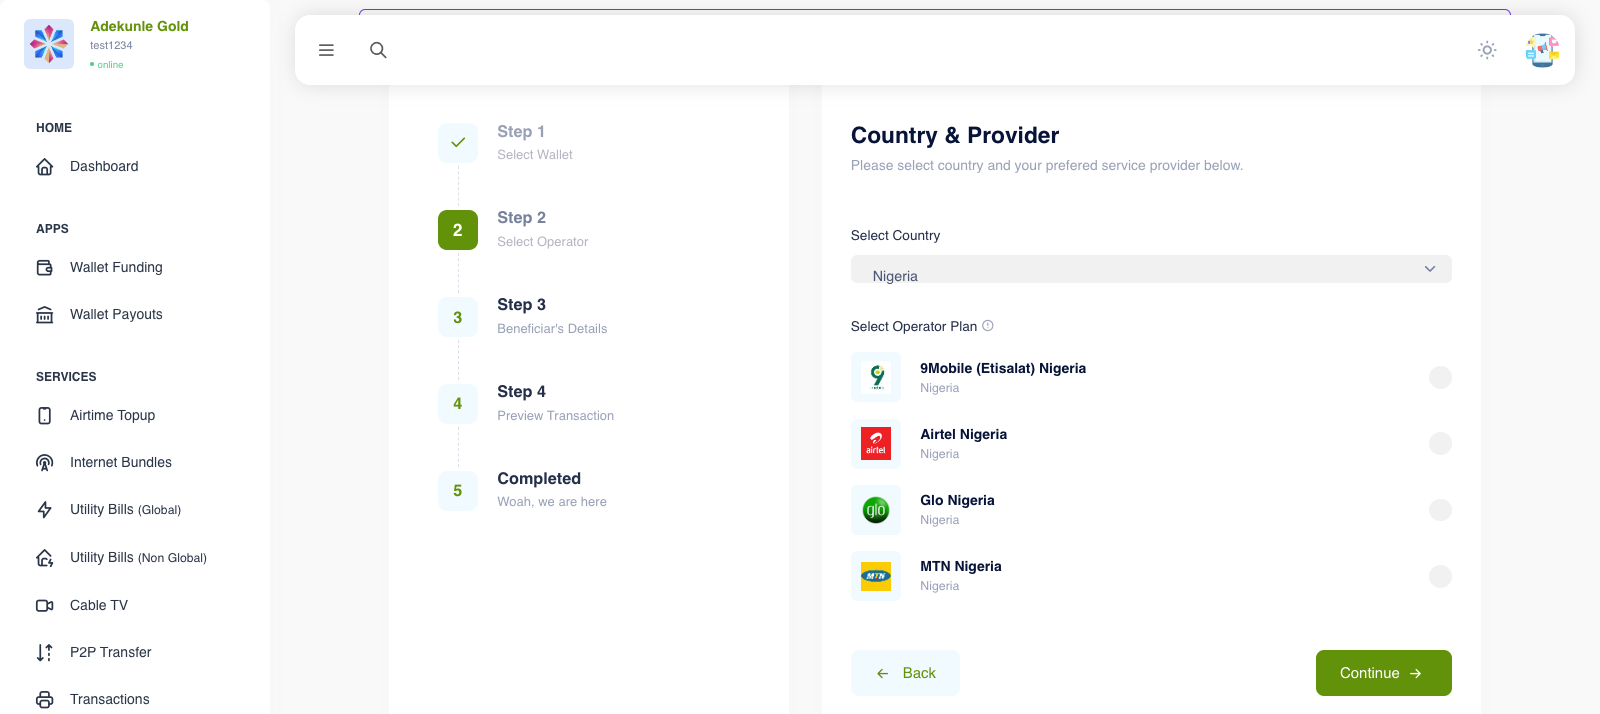 Adekunle Gold
test1234
online
HOME
Dashboard
APPS
Wallet Funding
Wallet Payouts
SERVICES
Airtime Topup
Internet Bundles
Utility Bills (Global)
Utility Bills (Non Global)
Cable TV
P2P Transfer
Transactions
Step 1
Select Wallet
2
Step 2
Select Operator
3
Step 3
Beneficiar's Details
4
Step 4
Preview Transaction
5
Completed
Woah, we are here
Country & Provider
Please select country and your prefered service provider below.
Select Country
Nigeria
Select Operator Plan
9Mobile (Etisalat) Nigeria
Nigeria
airtel
Airtel Nigeria
Nigeria
glo
Glo Nigeria
Nigeria
MTN
MTN Nigeria
Nigeria
Back
Continue